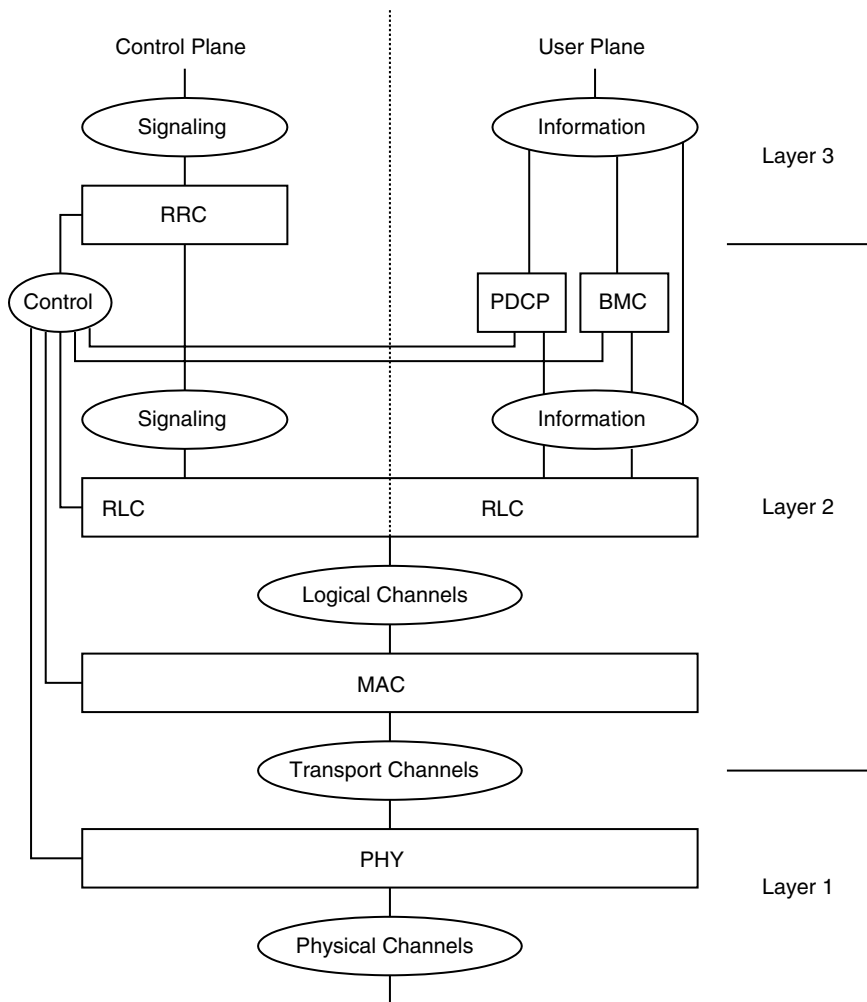 Control Plane
User Plane
Signaling
Information
Layer 3
RRC
Control
PDCP
BMC
Signaling
Information
RLC
RLC
Layer 2
Logical Channels
MAC
Transport Channels
PHY
Layer 1
Physical Channels